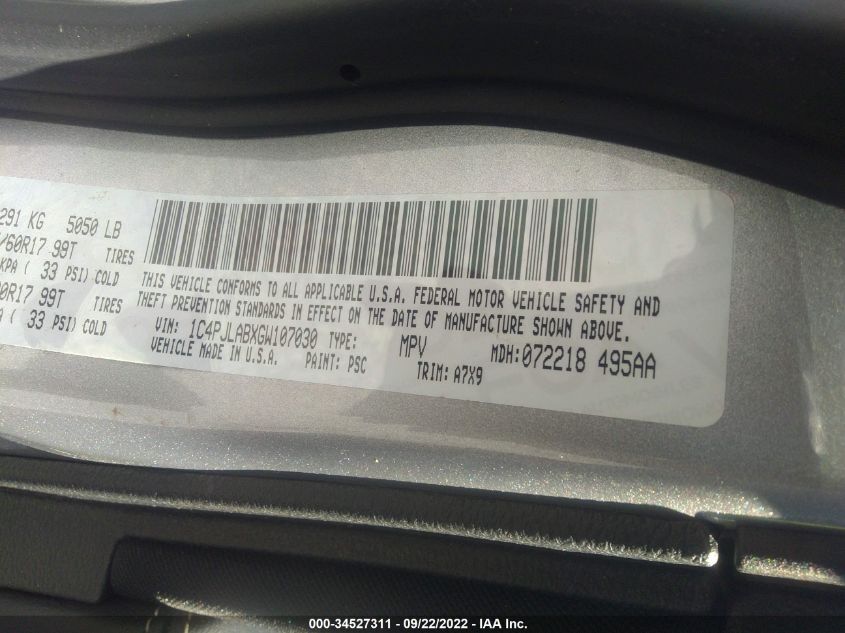 291 KG 5050 LB
/60R17 99T TIRES
KPA ( 33 PSI) COLD
0R17 99T TIRES
A ( 33 PSI) COLD
THIS VEHICLE CONFORMS TO ALL APPLICABLE U.S.A. FEDERAL MOTOR VEHICLE SAFETY AND
THEFT PREVENTION STANDARDS IN EFFECT ON THE DATE OF MANUFACTURE SHOWN ABOVE.
VIN: 1C4PJLABXGW107030 TYPE: MPV MDH:072218 495AA
VEHICLE MADE IN U.S.A. PAINT: PSC TRIM: A7X9
000-34527311 - 09/22/2022 - IAA Inc.